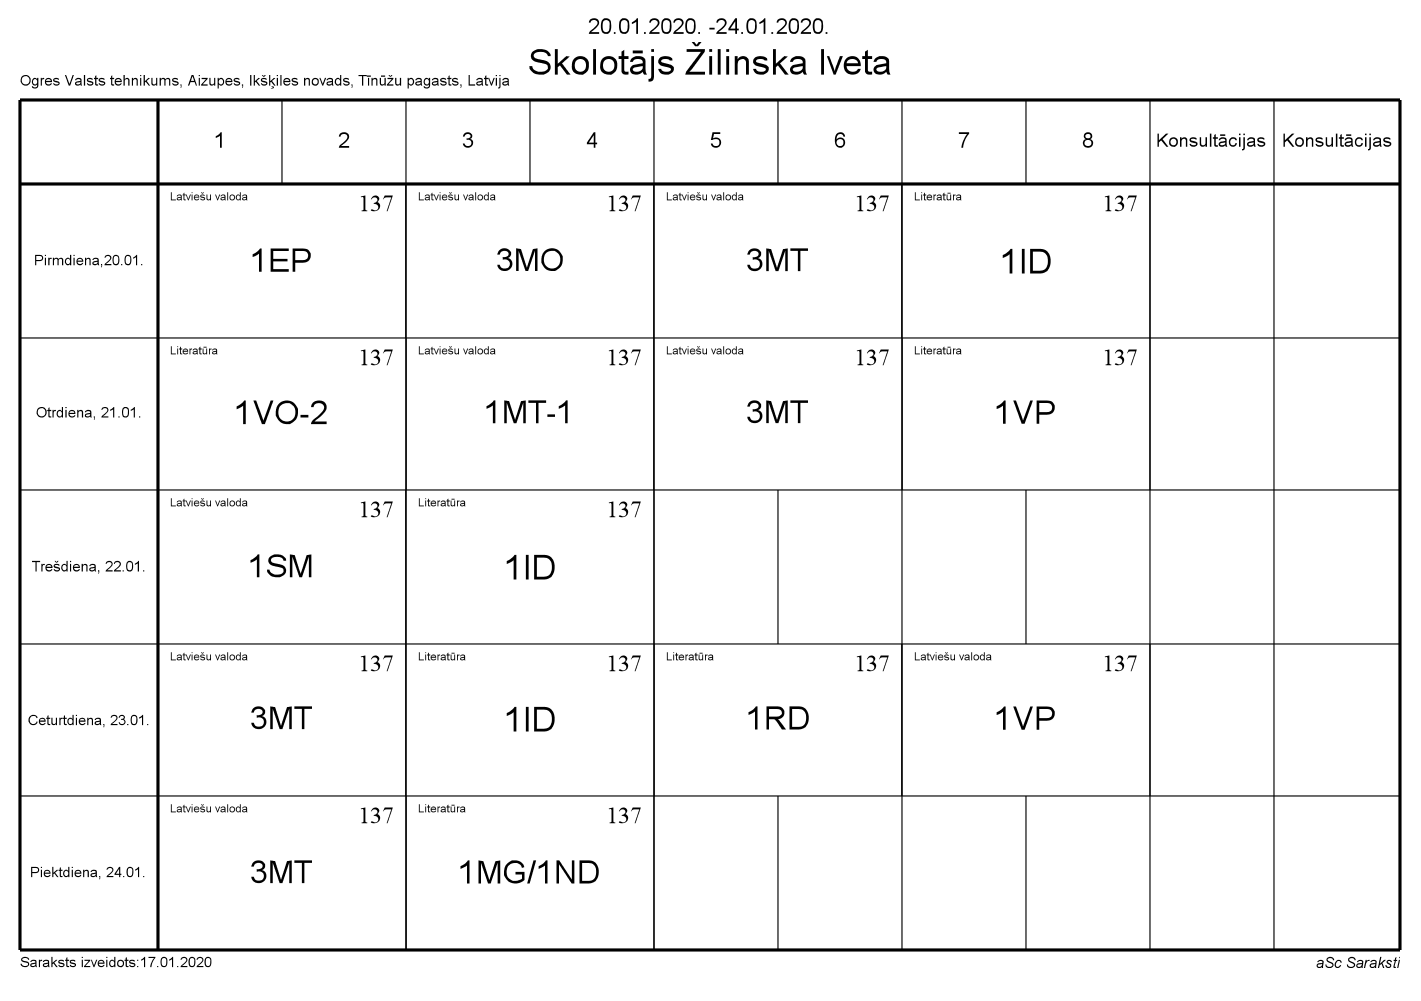 20.01.2020. -24.01.2020.
Skolotājs Žilinska Iveta
Ogres Valsts tehnikums, Aizupes, Ikšķiles novads, Tīnūžu pagasts, Latvija
1 2 3 4 5 6 7 8 Konsultācijas Konsultācijas
Latviešu valoda 137 Latviešu valoda 137 Latviešu valoda 137 Literatūra 137
Pirmdiena,20.01. 1EP 3MO 3MT 1ID
Literatūra 137 Latviešu valoda 137 Latviešu valoda 137 Literatūra 137
Otrdiena, 21.01. 1VO-2 1MT-1 3MT 1VP
Latviešu valoda 137 Literatūra 137
Trešdiena, 22.01. 1SM 1ID
Latviešu valoda 137 Literatūra 137 Literatūra 137 Latviešu valoda 137
Ceturtdiena, 23.01. 3MT 1ID 1RD 1VP
Latviešu valoda 137 Literatūra 137
Piektdiena, 24.01. 3MT 1MG/1ND
Saraksts izveidots:17.01.2020 aSc Saraksti